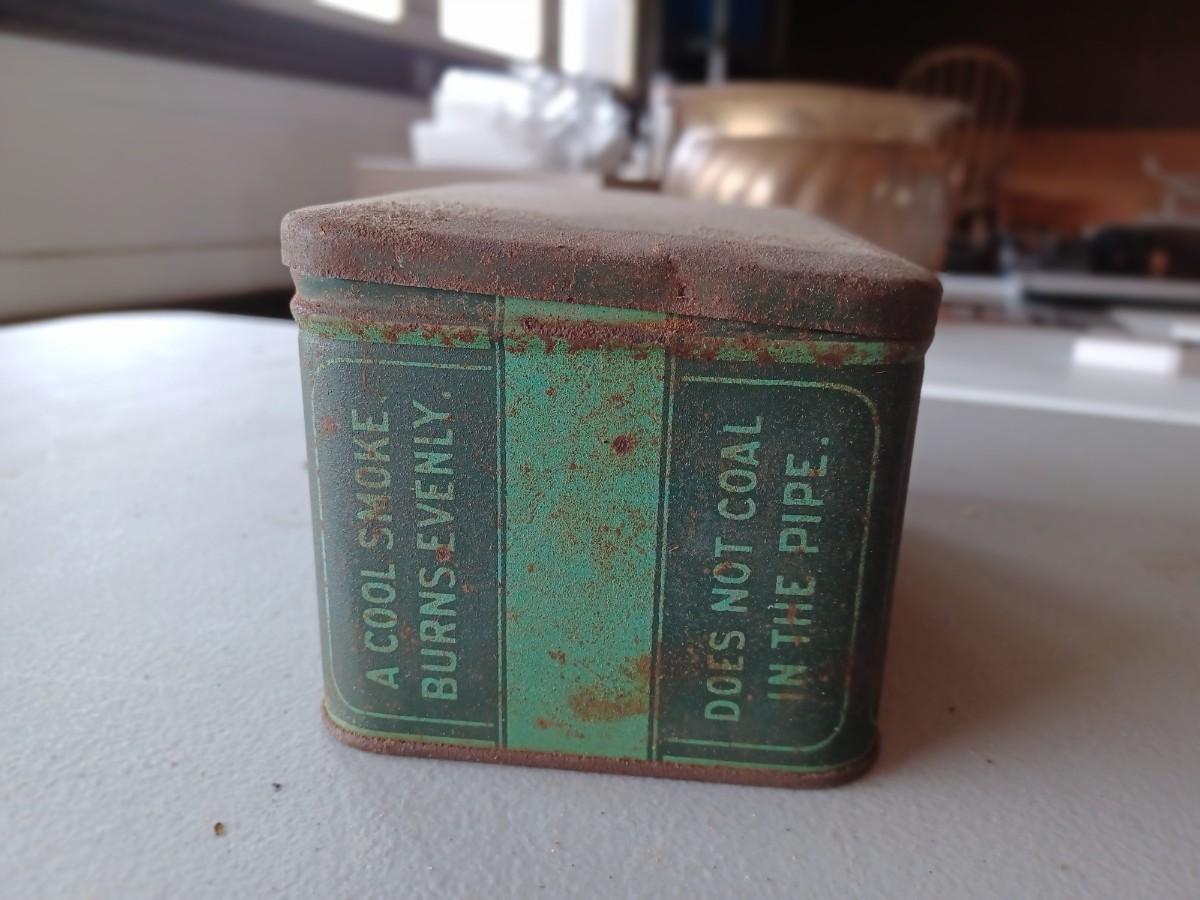 A COOL SMOKE.
BURNS EVENLY.
DOES NOT COAL
IN THE PIPE.